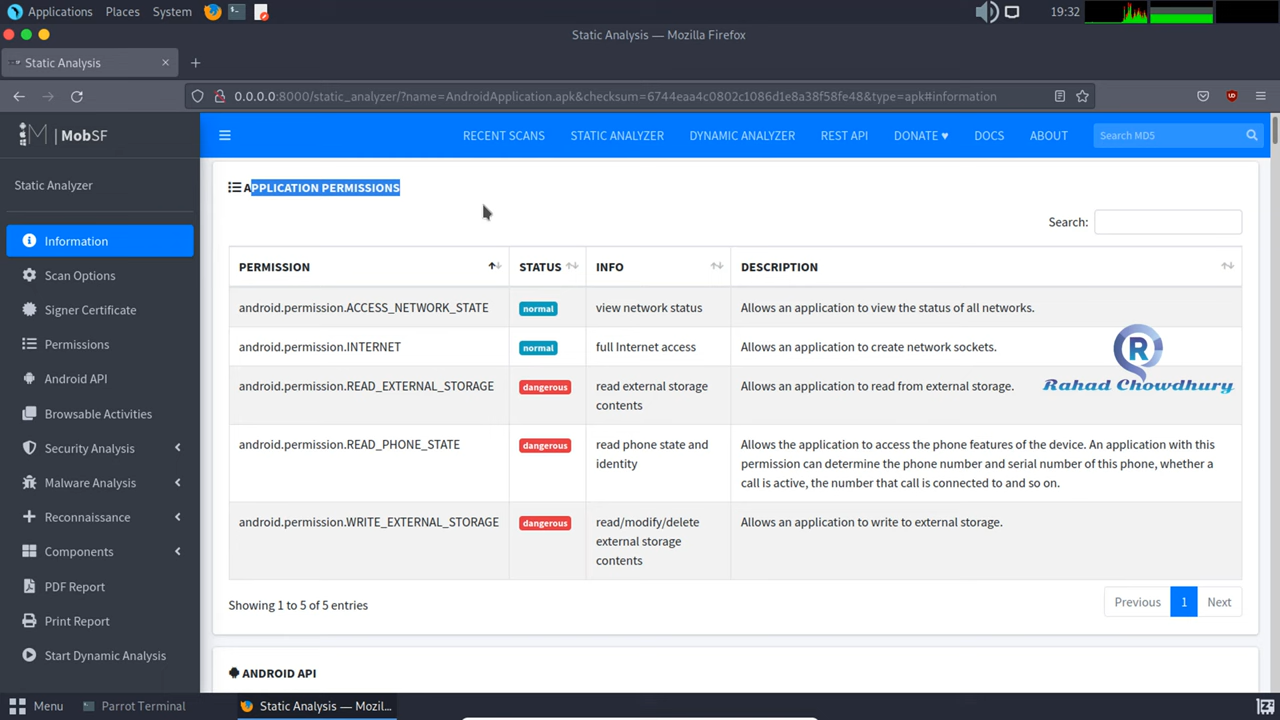 Applications Places System 19:32
Static Analysis — Mozilla Firefox
Static Analysis
0.0.0.0:8000/static_analyzer/?name=AndroidApplication.apk&checksum=6744eaa4c0802c1086d1e8a38f58fe48&type=apk#information
MobSF
RECENT SCANS STATIC ANALYZER DYNAMIC ANALYZER REST API DONATE ♥ DOCS ABOUT Search MD5
Static Analyzer
Information
Scan Options
Signer Certificate
Permissions
Android API
Browsable Activities
Security Analysis
Malware Analysis
Reconnaissance
Components
PDF Report
Print Report
Start Dynamic Analysis
APPLICATION PERMISSIONS
Search:
PERMISSION STATUS INFO DESCRIPTION
android.permission.ACCESS_NETWORK_STATE normal view network status Allows an application to view the status of all networks.
android.permission.INTERNET normal full Internet access Allows an application to create network sockets.
android.permission.READ_EXTERNAL_STORAGE dangerous read external storage Allows an application to read from external storage.
contents
android.permission.READ_PHONE_STATE dangerous read phone state and Allows the application to access the phone features of the device. An application with this
identity permission can determine the phone number and serial number of this phone, whether a
call is active, the number that call is connected to and so on.
android.permission.WRITE_EXTERNAL_STORAGE dangerous read/modify/delete Allows an application to write to external storage.
external storage
contents
R
Rahad Chowdhury
Showing 1 to 5 of 5 entries Previous 1 Next
ANDROID API
Menu Parrot Terminal Static Analysis — Mozil...